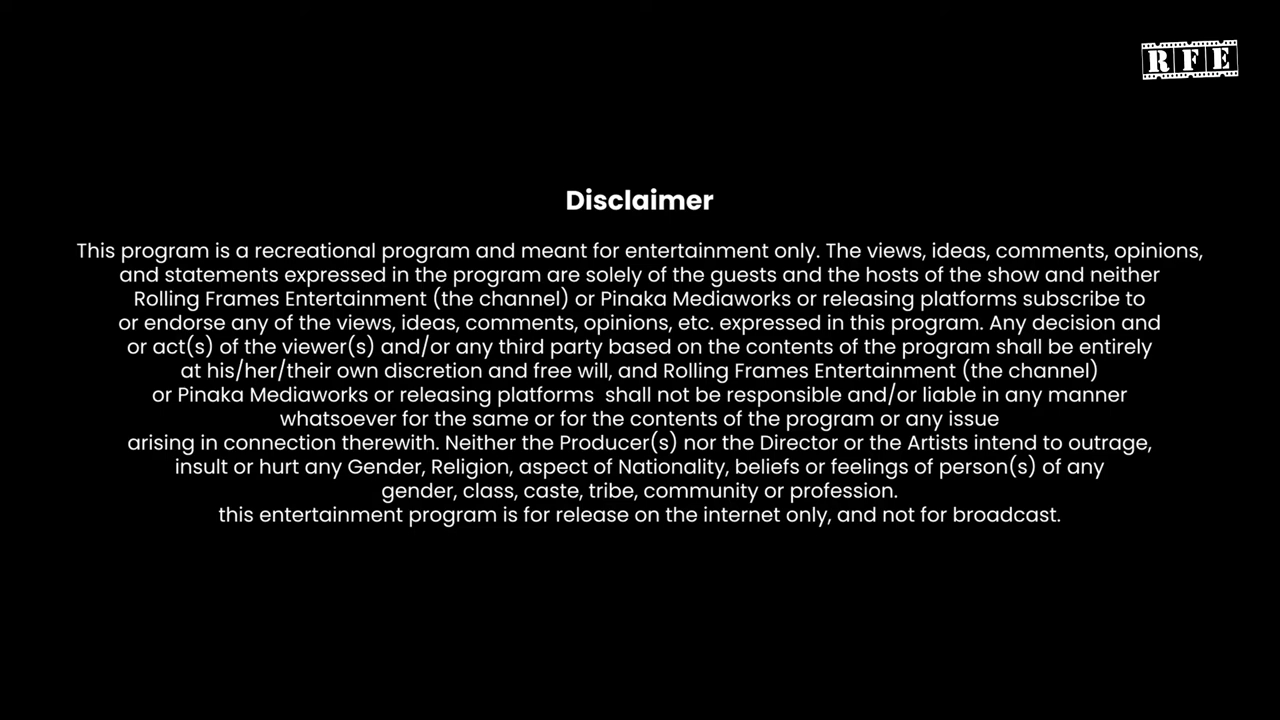 RFE
Disclaimer
This program is a recreational program and meant for entertainment only. The views, ideas, comments, opinions,
and statements expressed in the program are solely of the guests and the hosts of the show and neither
Rolling Frames Entertainment (the channel) or Pinaka Mediaworks or releasing platforms subscribe to
or endorse any of the views, ideas, comments, opinions, etc. expressed in this program. Any decision and
or act(s) of the viewer(s) and/or any third party based on the contents of the program shall be entirely
at his/her/their own discretion and free will, and Rolling Frames Entertainment (the channel)
or Pinaka Mediaworks or releasing platforms  shall not be responsible and/or liable in any manner
whatsoever for the same or for the contents of the program or any issue
arising in connection therewith. Neither the Producer(s) nor the Director or the Artists intend to outrage,
insult or hurt any Gender, Religion, aspect of Nationality, beliefs or feelings of person(s) of any
gender, class, caste, tribe, community or profession.
this entertainment program is for release on the internet only, and not for broadcast.